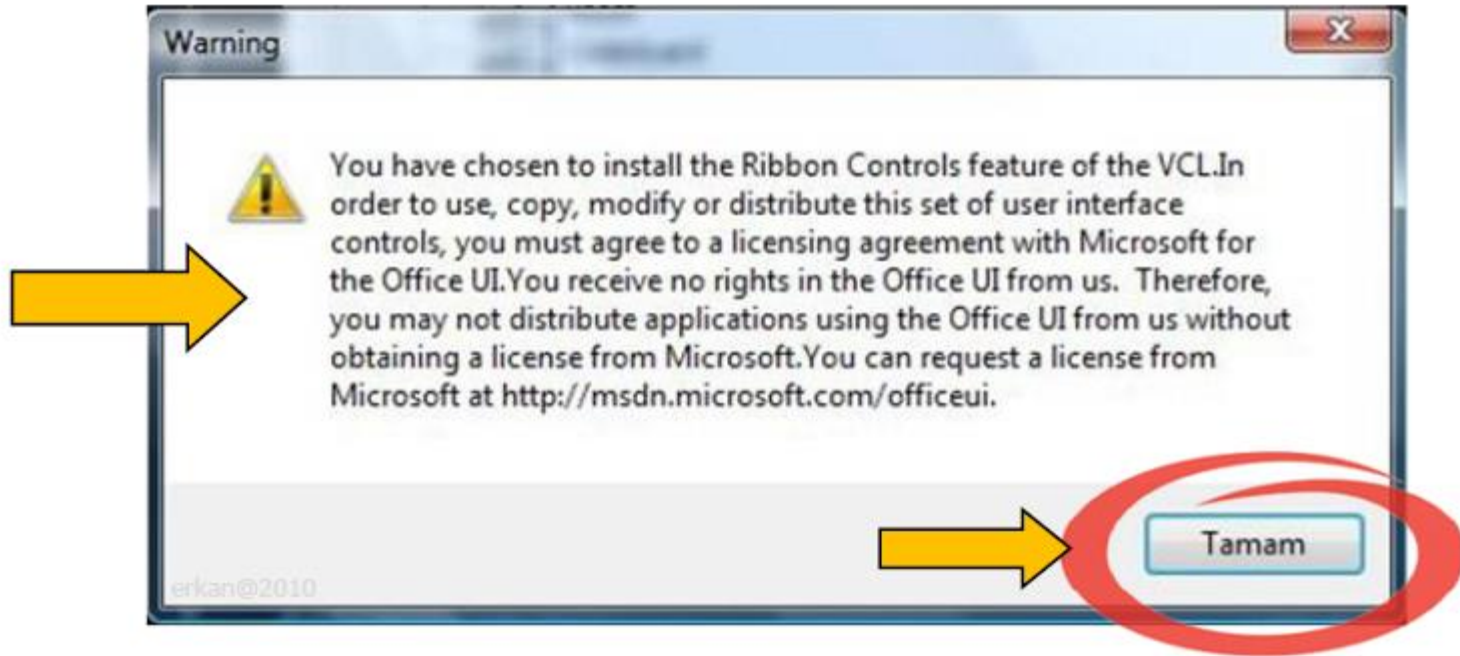 Warning
You have chosen to install the Ribbon Controls feature of the VCL.In
order to use, copy, modify or distribute this set of user interface
controls, you must agree to a licensing agreement with Microsoft for
the Office UI.You receive no rights in the Office UI from us.  Therefore,
you may not distribute applications using the Office UI from us without
obtaining a license from Microsoft.You can request a license from
Microsoft at http://msdn.microsoft.com/officeui.
Tamam
erkan@2010